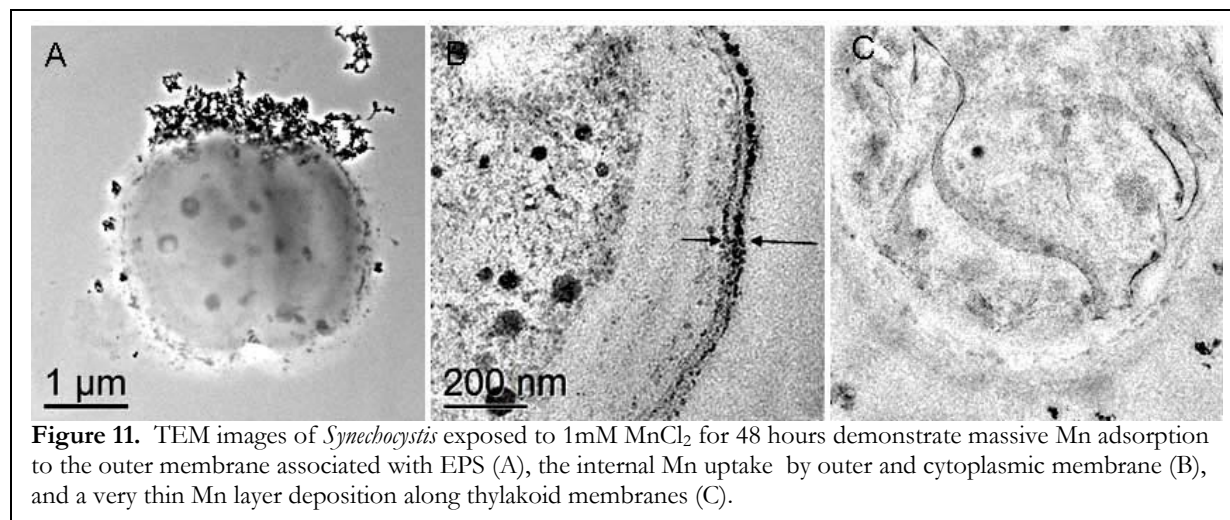 A
B
C
1 µm
200 nm
Figure 11. TEM images of Synechocystis exposed to 1mM MnCl₂ for 48 hours demonstrate massive Mn adsorption
to the outer membrane associated with EPS (A), the internal Mn uptake by outer and cytoplasmic membrane (B),
and a very thin Mn layer deposition along thylakoid membranes (C).